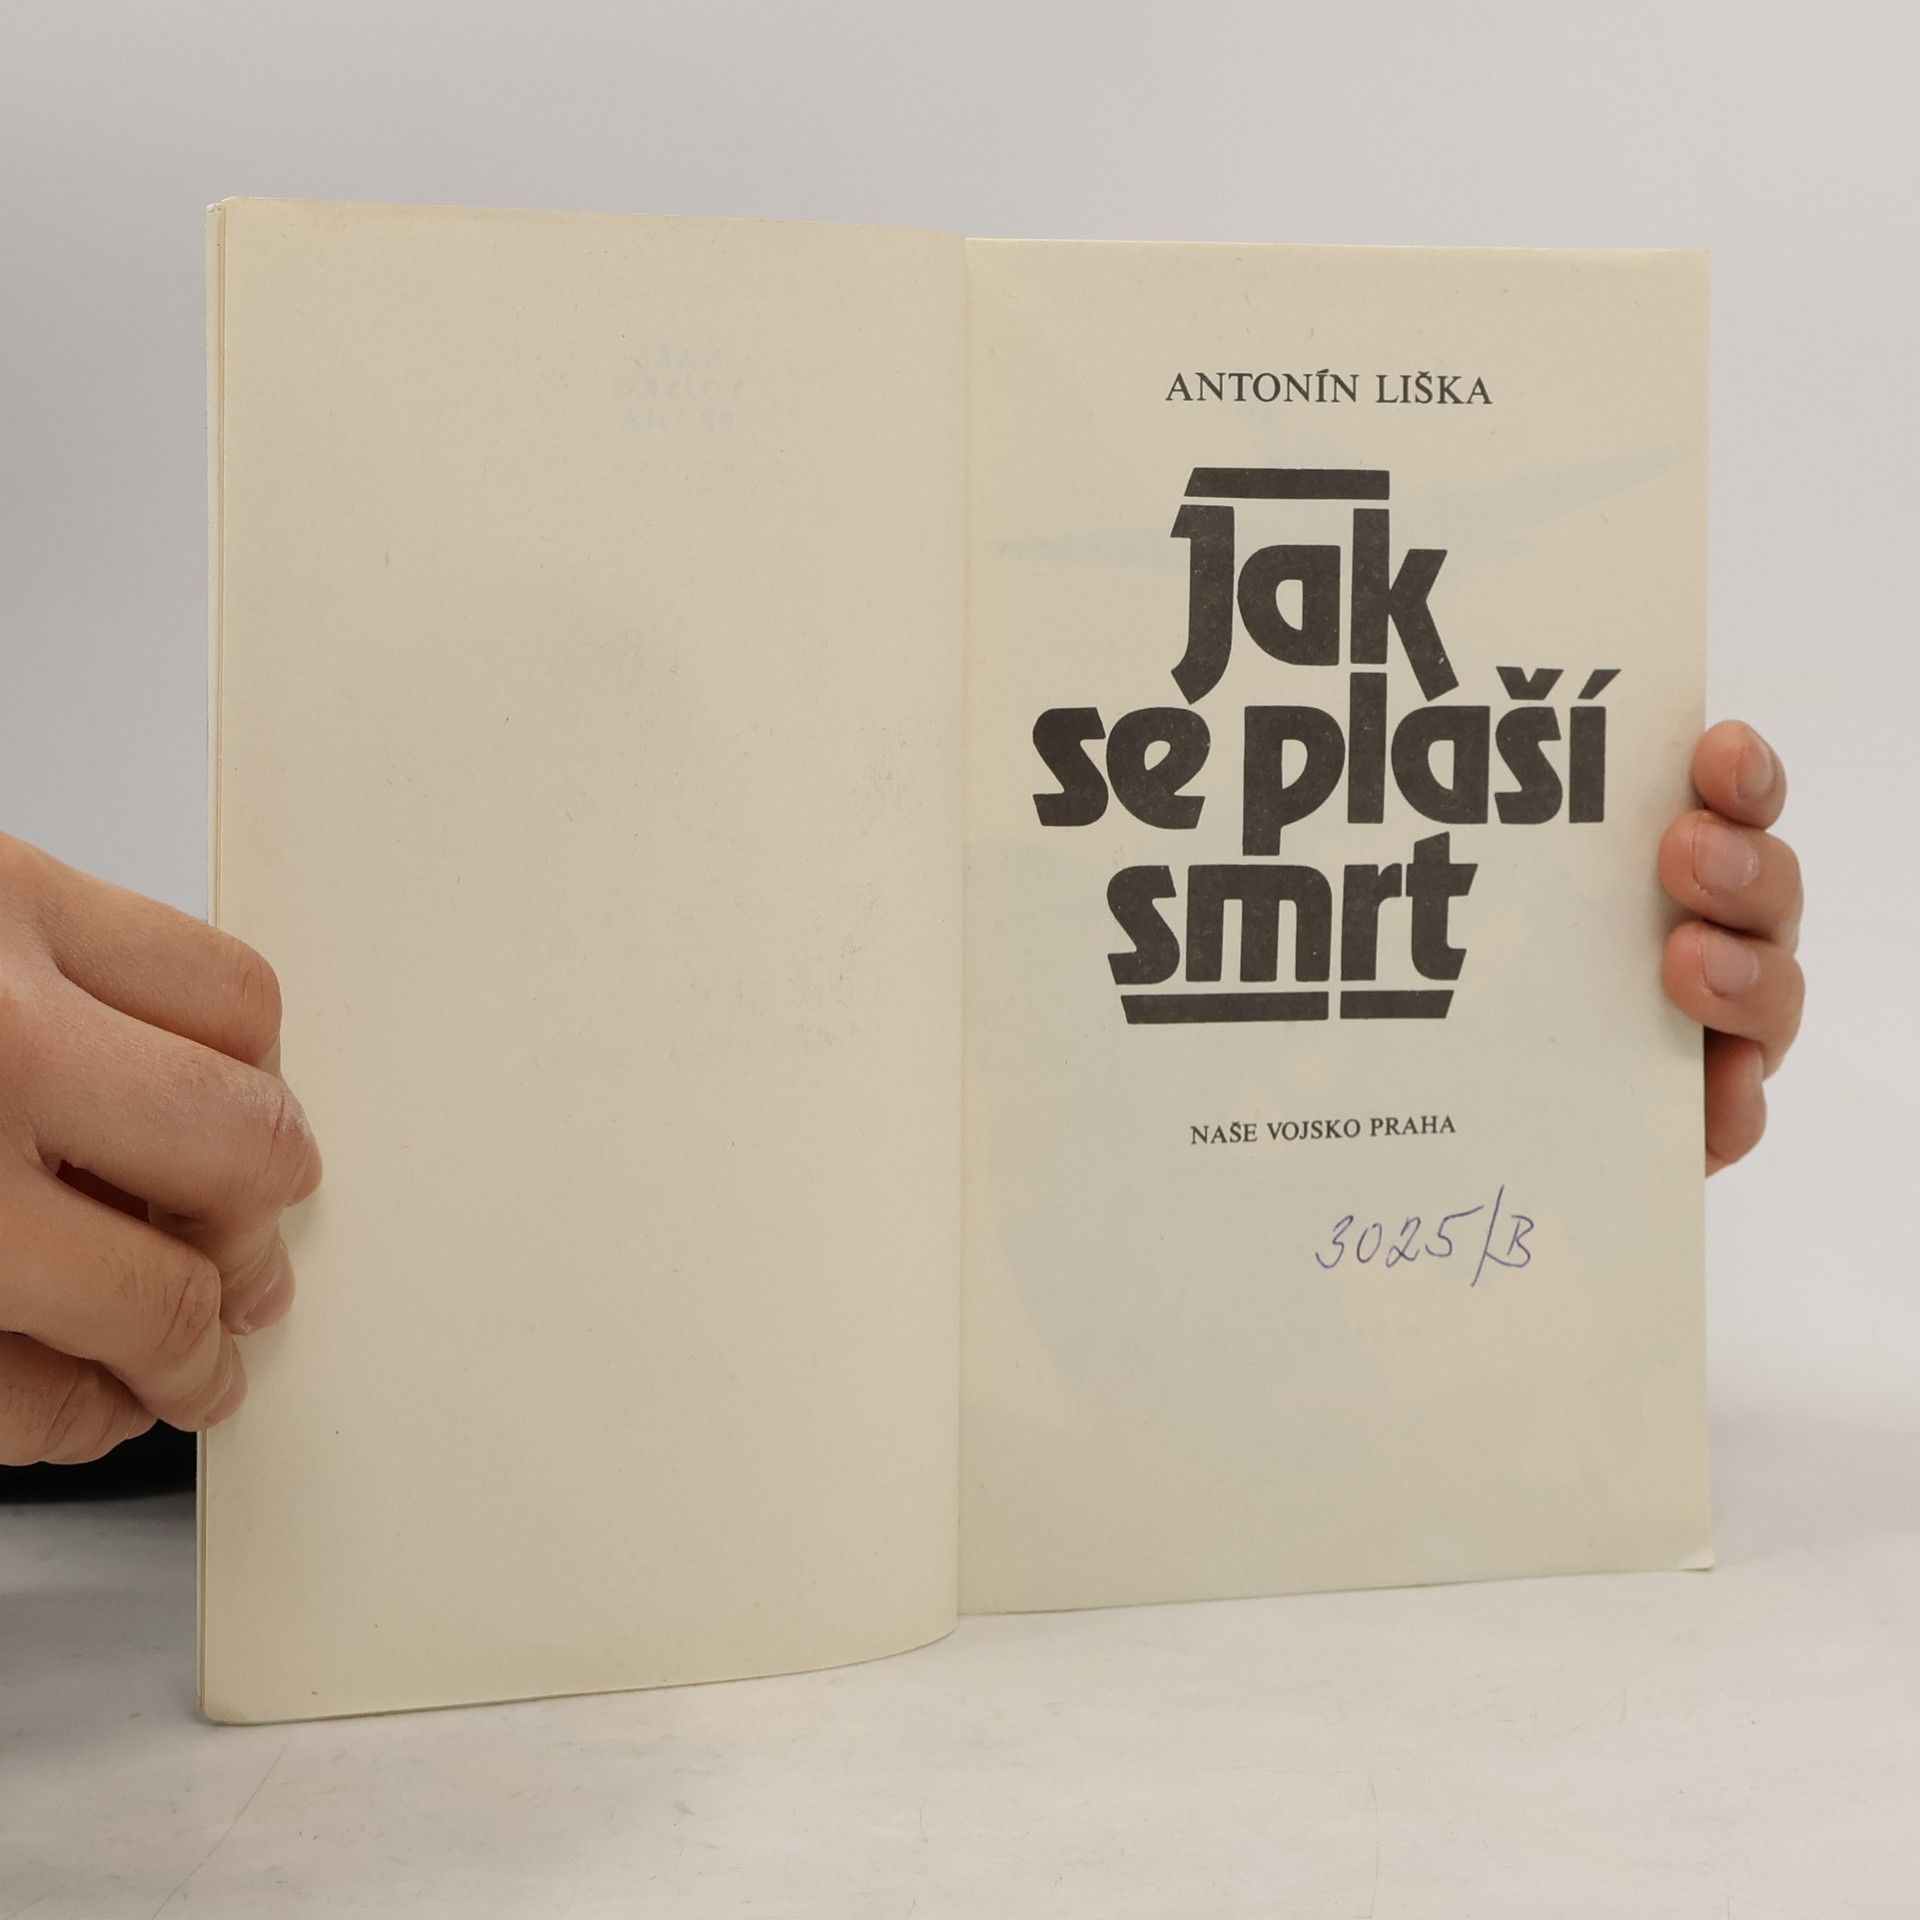 ANTONÍN LIŠKA
Jak
se plaší
smrt
NAŠE VOJSKO PRAHA
3025/B